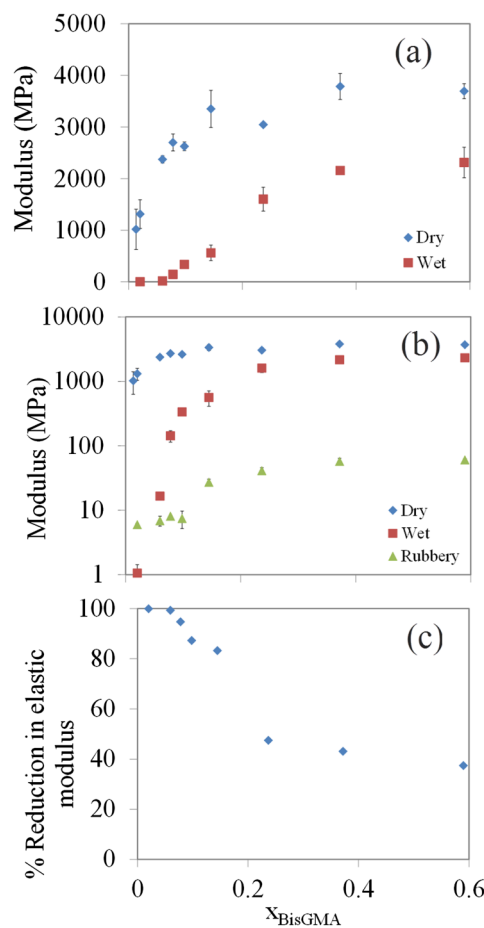 5000
4000
3000
2000
1000
0
Modulus (MPa)
(a)
Dry
Wet
10000
1000
100
10
1
Modulus (MPa)
(b)
Dry
Wet
Rubbery
100
80
60
40
20
0
% Reduction in elastic
modulus
(c)
0 0.2 0.4 0.6
xBisGMA